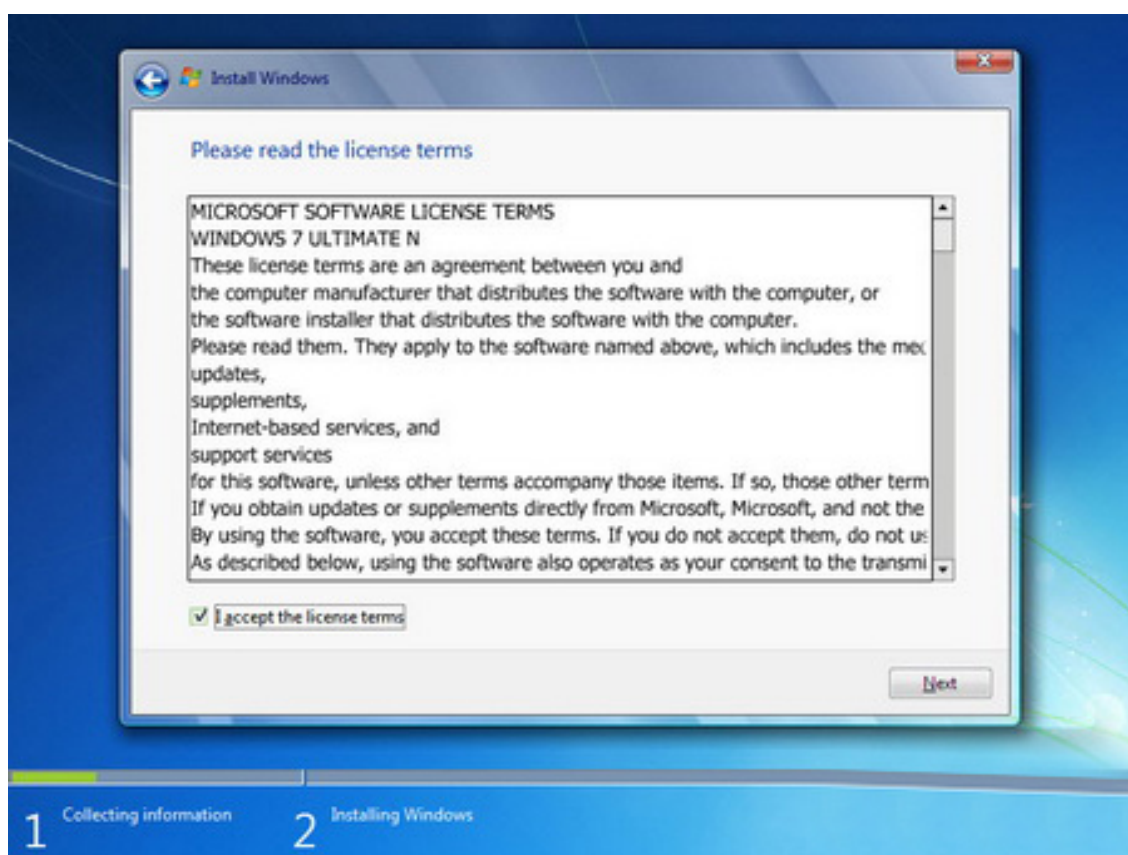 Install Windows
Please read the license terms
MICROSOFT SOFTWARE LICENSE TERMS
WINDOWS 7 ULTIMATE N
These license terms are an agreement between you and
the computer manufacturer that distributes the software with the computer, or
the software installer that distributes the software with the computer.
Please read them. They apply to the software named above, which includes the
updates,
supplements,
Internet-based services, and
support services
for this software, unless other terms accompany those items. If so, those other term
If you obtain updates or supplements directly from Microsoft, Microsoft, and not the
By using the software, you accept these terms. If you do not accept them, do not
As described below, using the software also operates as your consent to the transmi
I accept the license terms
Next
1 Collecting information
2 Installing Windows